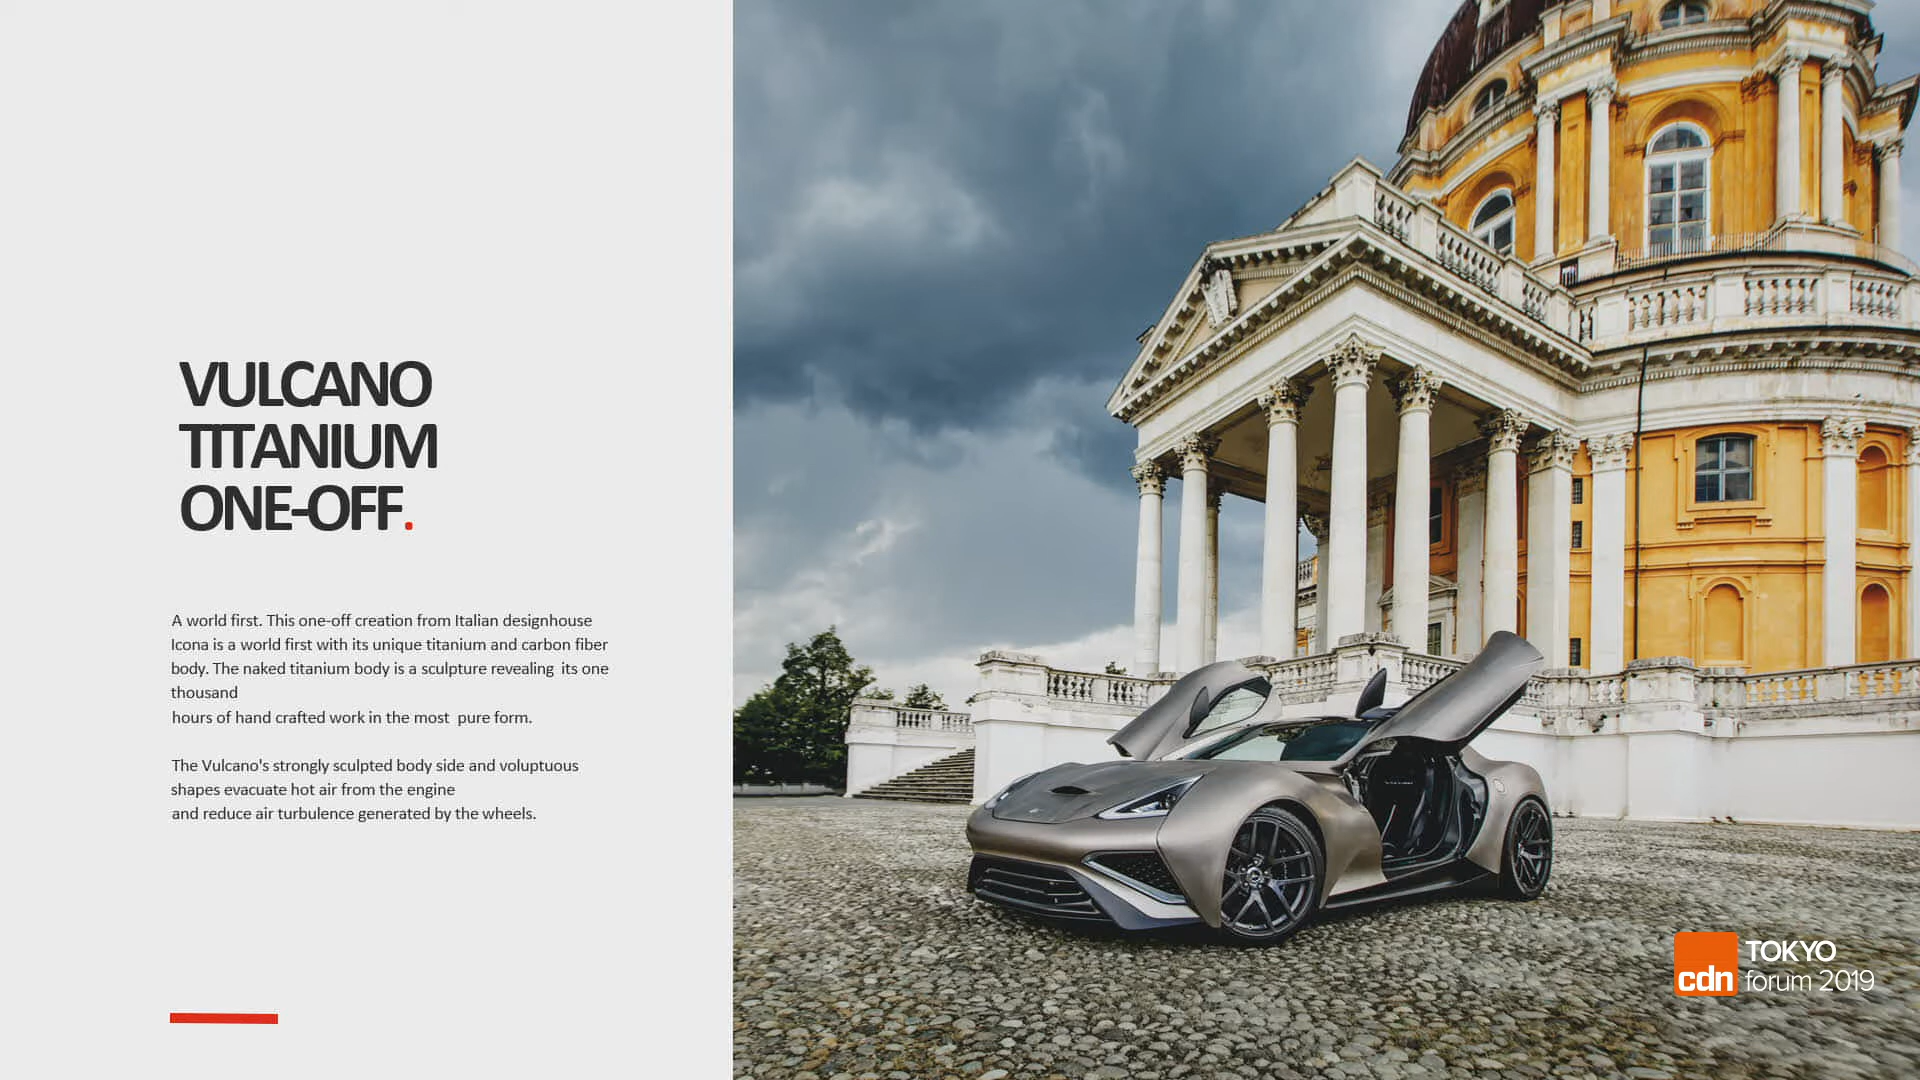 VULCANO
TITANIUM
ONE-OFF.
A world first. This one-off creation from Italian designhouse
Icona is a world first with its unique titanium and carbon fiber
body. The naked titanium body is a sculpture revealing its one
thousand
hours of hand crafted work in the most pure form.
The Vulcano's strongly sculpted body side and voluptuous
shapes evacuate hot air from the engine
and reduce air turbulence generated by the wheels.
cdn
TOKYO
forum 2019